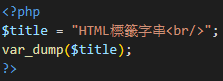 <?php
$title = "HTML標籤字串<br/>";
var_dump($title);
?>